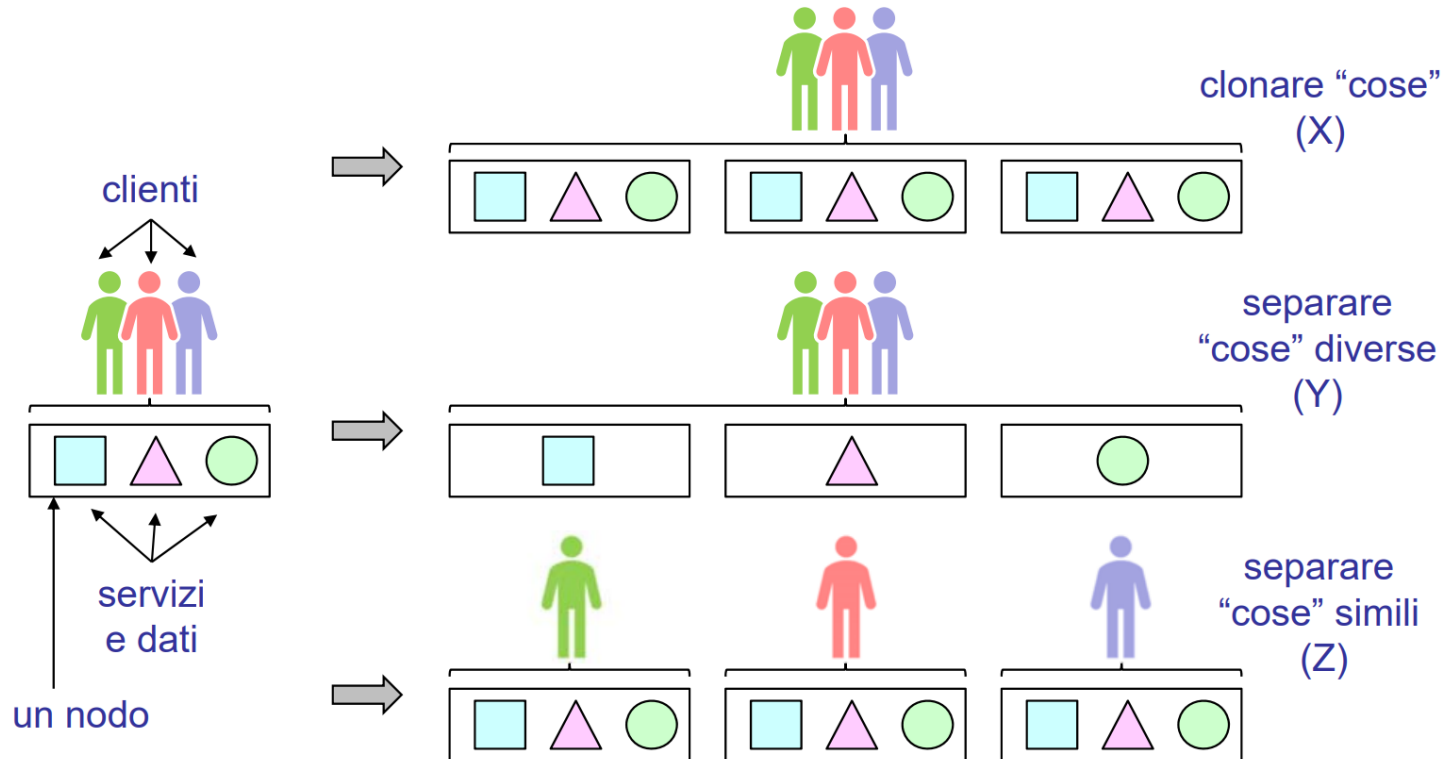 clienti
servizi
e dati
un nodo
clonare “cose”
(X)
separare
“cose” diverse
(Y)
separare
“cose” simili
(Z)